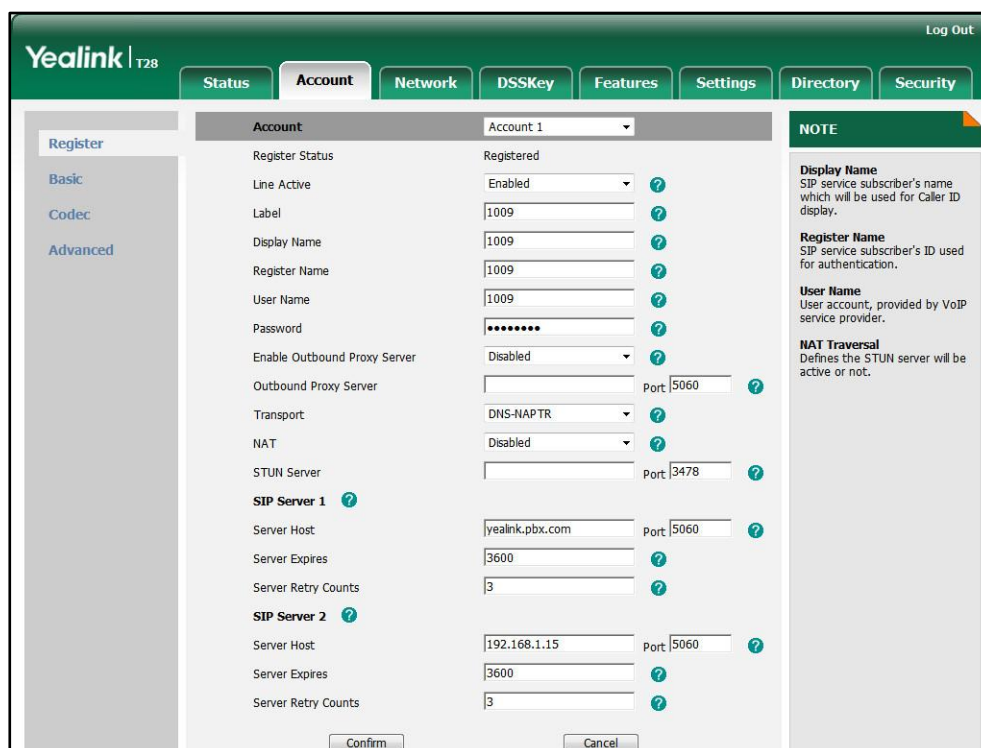 Log Out
Yealink T28
Status Account Network DSSKey Features Settings Directory Security
Register
Basic
Codec
Advanced
Account Account 1
Register Status Registered
Line Active Enabled ?
Label 1009 ?
Display Name 1009 ?
Register Name 1009 ?
User Name 1009 ?
Password •••••••• ?
Enable Outbound Proxy Server Disabled ?
Outbound Proxy Server Port 5060 ?
Transport DNS-NAPTR ?
NAT Disabled ?
STUN Server Port 3478 ?
SIP Server 1 ?
Server Host yealink.pbx.com Port 5060 ?
Server Expires 3600 ?
Server Retry Counts 3 ?
SIP Server 2 ?
Server Host 192.168.1.15 Port 5060 ?
Server Expires 3600 ?
Server Retry Counts 3 ?
Confirm Cancel
NOTE
Display Name
SIP service subscriber's name
which will be used for Caller ID
display.
Register Name
SIP service subscriber's ID used
for authentication.
User Name
User account, provided by VoIP
service provider.
NAT Traversal
Defines the STUN server will be
active or not.